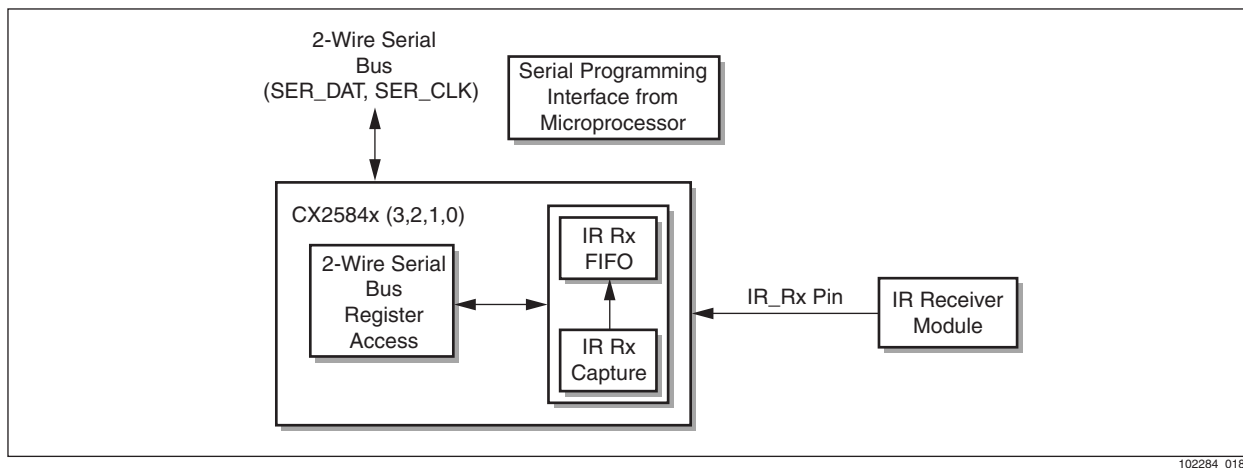 2-Wire Serial
Bus
(SER_DAT, SER_CLK)
Serial Programming
Interface from
Microprocessor
CX2584x (3,2,1,0)
2-Wire Serial
Bus
Register
Access
IR Rx
FIFO
IR Rx
Capture
IR_Rx Pin
IR Receiver
Module
102284_018